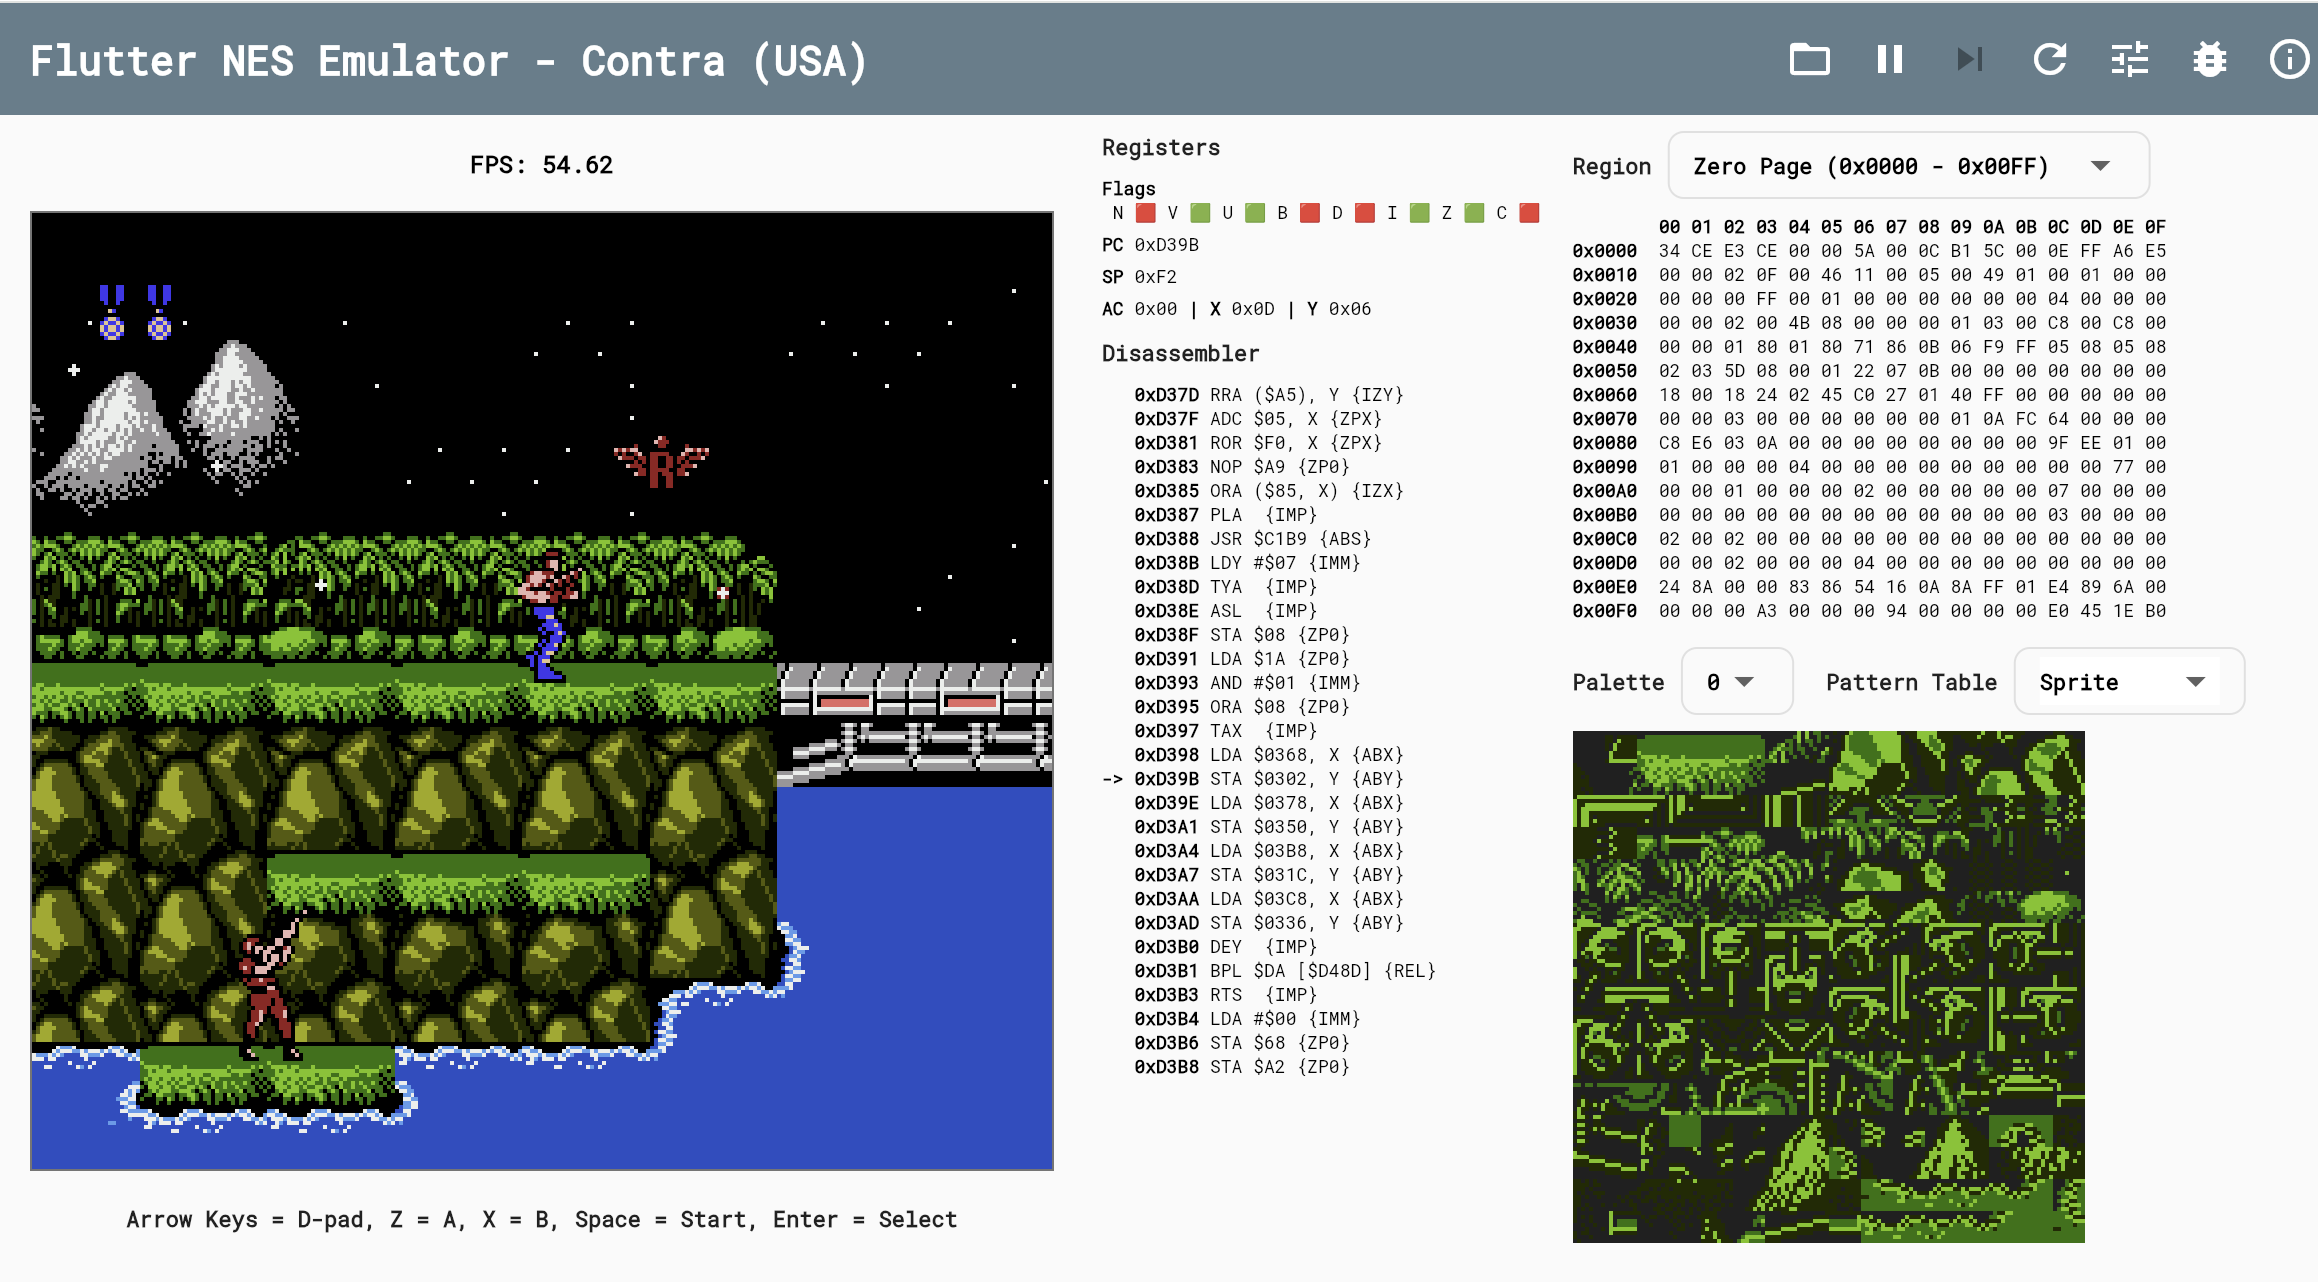 Flutter NES Emulator - Contra (USA)
FPS: 54.62
R
Arrow Keys = D-pad, Z = A, X = B, Space = Start, Enter = Select
Registers
Flags
N V U B D I Z C
PC 0xD39B
SP 0xF2
AC 0x00 | X 0x0D | Y 0x06
Disassembler
0xD37D RRA ($A5), Y {IZY}
0xD37F ADC $05, X {ZPX}
0xD381 ROR $F0, X {ZPX}
0xD383 NOP $A9 {ZP0}
0xD385 ORA ($85, X) {IZX}
0xD387 PLA  {IMP}
0xD388 JSR $C1B9 {ABS}
0xD38B LDY #$07 {IMM}
0xD38D TYA  {IMP}
0xD38E ASL  {IMP}
0xD38F STA $08 {ZP0}
0xD391 LDA $1A {ZP0}
0xD393 AND #$01 {IMM}
0xD395 ORA $08 {ZP0}
0xD397 TAX  {IMP}
0xD398 LDA $0368, X {ABX}
-> 0xD39B STA $0302, Y {ABY}
0xD39E LDA $0378, X {ABX}
0xD3A1 STA $0350, Y {ABY}
0xD3A4 LDA $03B8, X {ABX}
0xD3A7 STA $031C, Y {ABY}
0xD3AA LDA $03C8, X {ABX}
0xD3AD STA $0336, Y {ABY}
0xD3B0 DEY  {IMP}
0xD3B1 BPL $DA [$D48D] {REL}
0xD3B3 RTS  {IMP}
0xD3B4 LDA #$00 {IMM}
0xD3B6 STA $68 {ZP0}
0xD3B8 STA $A2 {ZP0}
Region Zero Page (0x0000 - 0x00FF)
00 01 02 03 04 05 06 07 08 09 0A 0B 0C 0D 0E 0F
0x0000 34 CE E3 CE 00 00 5A 00 0C B1 5C 00 0E FF A6 E5
0x0010 00 00 02 0F 00 46 11 00 05 00 49 01 00 01 00 00
0x0020 00 00 00 FF 00 01 00 00 00 00 00 00 04 00 00 00
0x0030 00 00 02 00 4B 08 00 00 00 01 03 00 C8 00 C8 00
0x0040 00 00 01 80 01 80 71 86 0B 06 F9 FF 05 08 05 08
0x0050 02 03 5D 08 00 01 22 07 0B 00 00 00 00 00 00 00
0x0060 18 00 18 24 02 45 C0 27 01 40 FF 00 00 00 00 00
0x0070 00 00 03 00 00 00 00 00 00 01 0A FC 64 00 00 00
0x0080 C8 E6 03 0A 00 00 00 00 00 00 00 00 9F EE 01 00
0x0090 01 00 00 00 04 00 00 00 00 00 00 00 00 00 77 00
0x00A0 00 00 01 00 00 00 02 00 00 00 00 00 07 00 00 00
0x00B0 00 00 00 00 00 00 00 00 00 00 00 00 03 00 00 00
0x00C0 02 00 02 00 00 00 00 00 00 00 00 00 00 00 00 00
0x00D0 00 00 02 00 00 00 04 00 00 00 00 00 00 00 00 00
0x00E0 24 8A 00 00 83 86 54 16 0A 8A FF 01 E4 89 6A 00
0x00F0 00 00 00 A3 00 00 00 94 00 00 00 00 E0 45 1E B0
Palette 0 Pattern Table Sprite